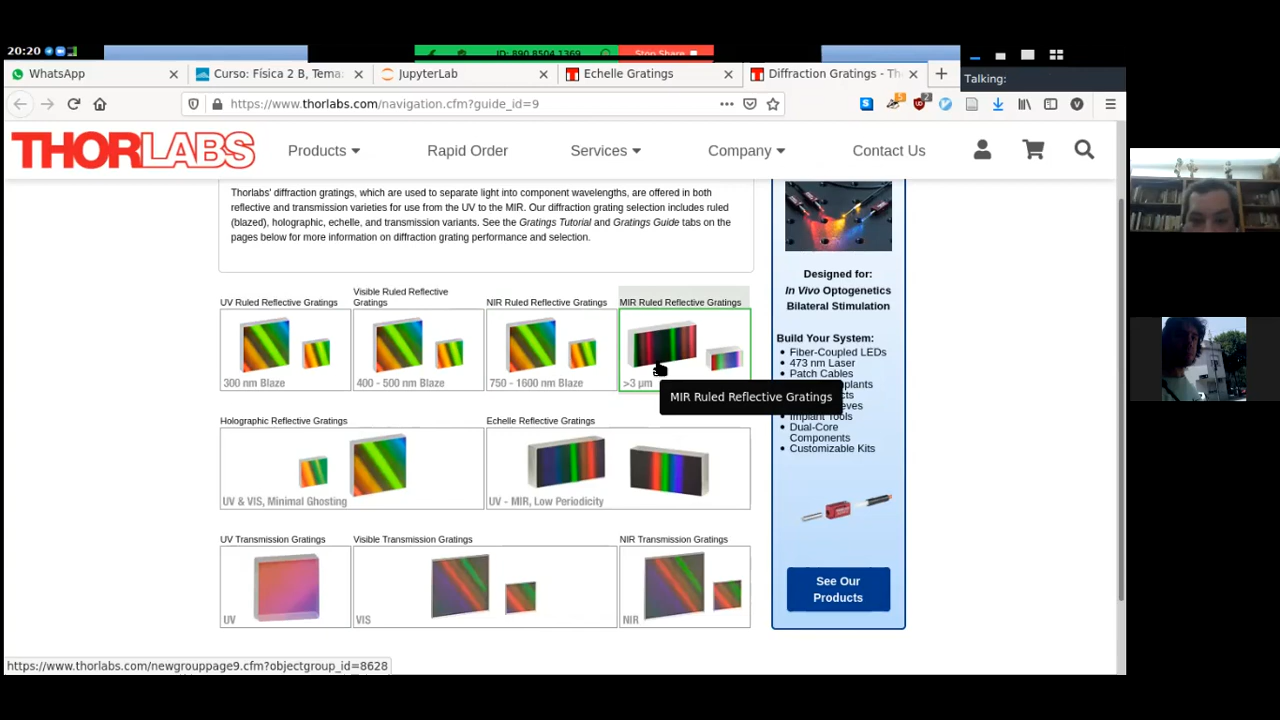 20:20
ID: 890 8504 1369
Stop Share
WhatsApp
Curso: Física 2 B, Tema:
JupyterLab
Echelle Gratings
Diffraction Gratings - Th
Talking:
https://www.thorlabs.com/navigation.cfm?guide_id=9
THORLABS
Products
Rapid Order
Services
Company
Contact Us
Thorlabs' diffraction gratings, which are used to separate light into component wavelengths, are offered in both
reflective and transmission varieties for use from the UV to the MIR. Our diffraction grating selection includes ruled
(blazed), holographic, echelle, and transmission variants. See the Gratings Tutorial and Gratings Guide tabs on the
pages below for more information on diffraction grating performance and selection.
UV Ruled Reflective Gratings
300 nm Blaze
Visible Ruled Reflective
Gratings
400 - 500 nm Blaze
NIR Ruled Reflective Gratings
750 - 1600 nm Blaze
MIR Ruled Reflective Gratings
>3 µm
MIR Ruled Reflective Gratings
Holographic Reflective Gratings
UV & VIS, Minimal Ghosting
Echelle Reflective Gratings
UV - MIR, Low Periodicity
UV Transmission Gratings
UV
Visible Transmission Gratings
VIS
NIR Transmission Gratings
NIR
Designed for:
In Vivo Optogenetics
Bilateral Stimulation
Build Your System:
Fiber-Coupled LEDs
473 nm Laser
Patch Cables
Implant Tools
Dual-Core
Components
Customizable Kits
See Our
Products
https://www.thorlabs.com/newgrouppage9.cfm?objectgroup_id=8628